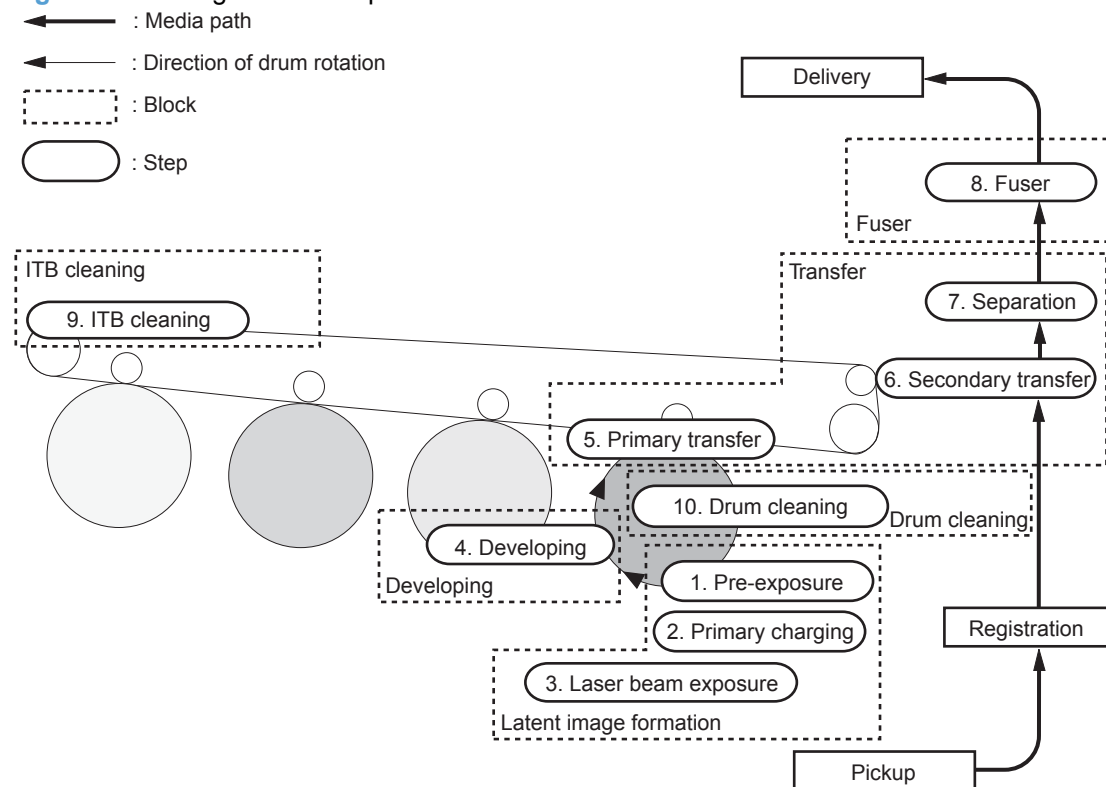 : Media path
: Direction of drum rotation
: Block
: Step
Delivery
8. Fuser
Fuser
ITB cleaning
Transfer
9. ITB cleaning
7. Separation
6. Secondary transfer
5. Primary transfer
10. Drum cleaning
Drum cleaning
4. Developing
Developing
1. Pre-exposure
2. Primary charging
Registration
3. Laser beam exposure
Latent image formation
Pickup